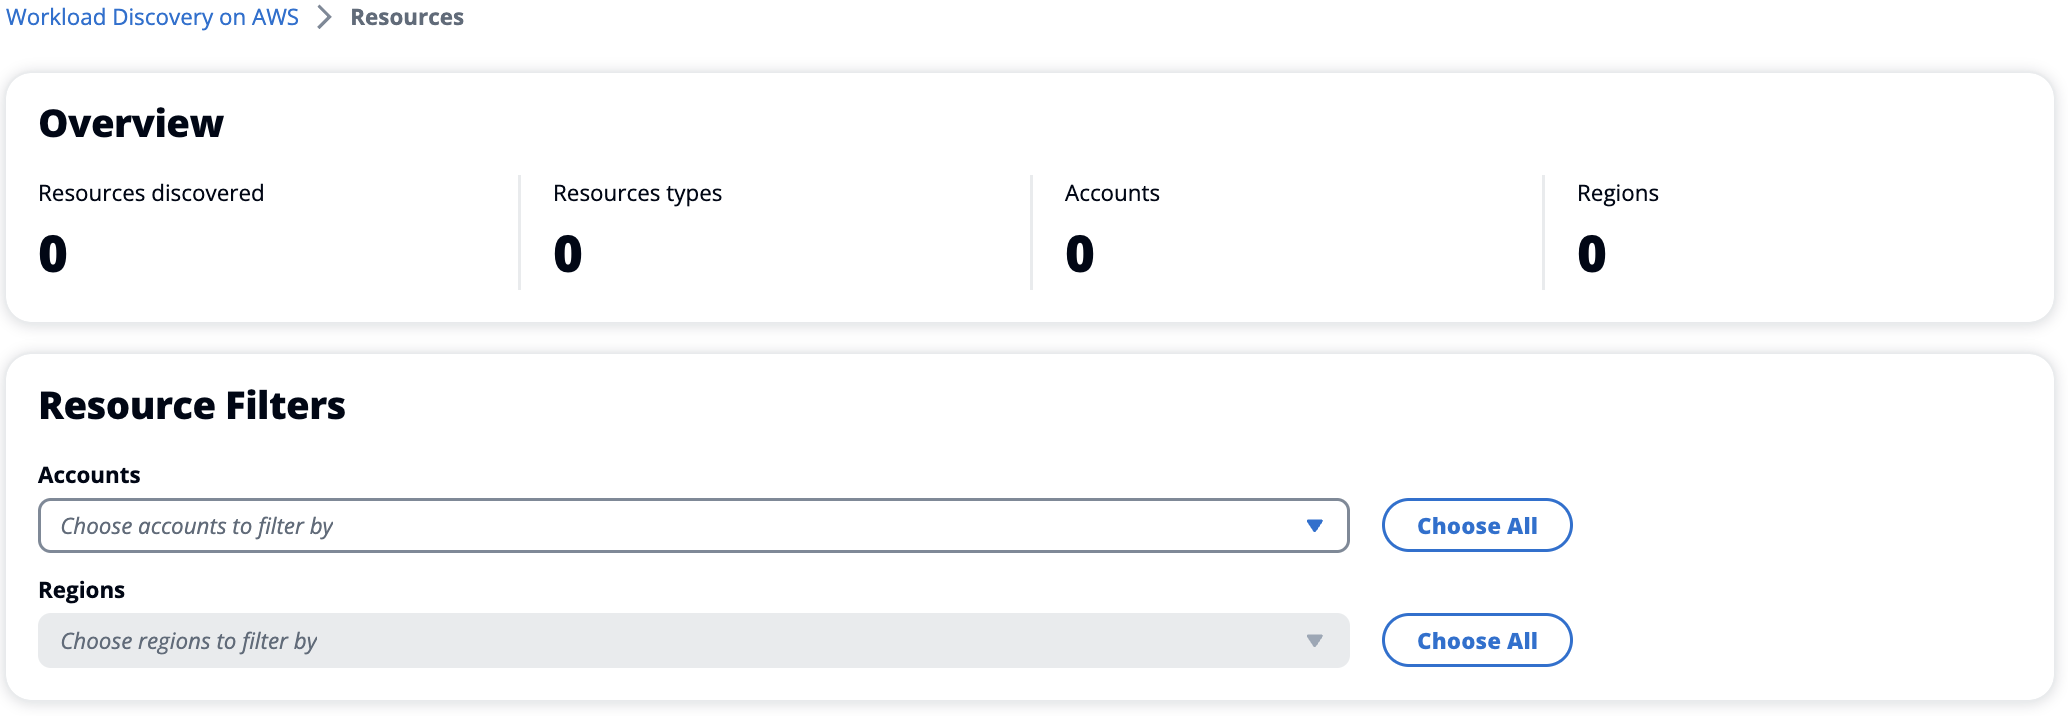 Workload Discovery on AWS > Resources
Overview
Resources discovered Resources types Accounts Regions
0 0 0 0
Resource Filters
Accounts
Choose accounts to filter by Choose All
Regions
Choose regions to filter by Choose All